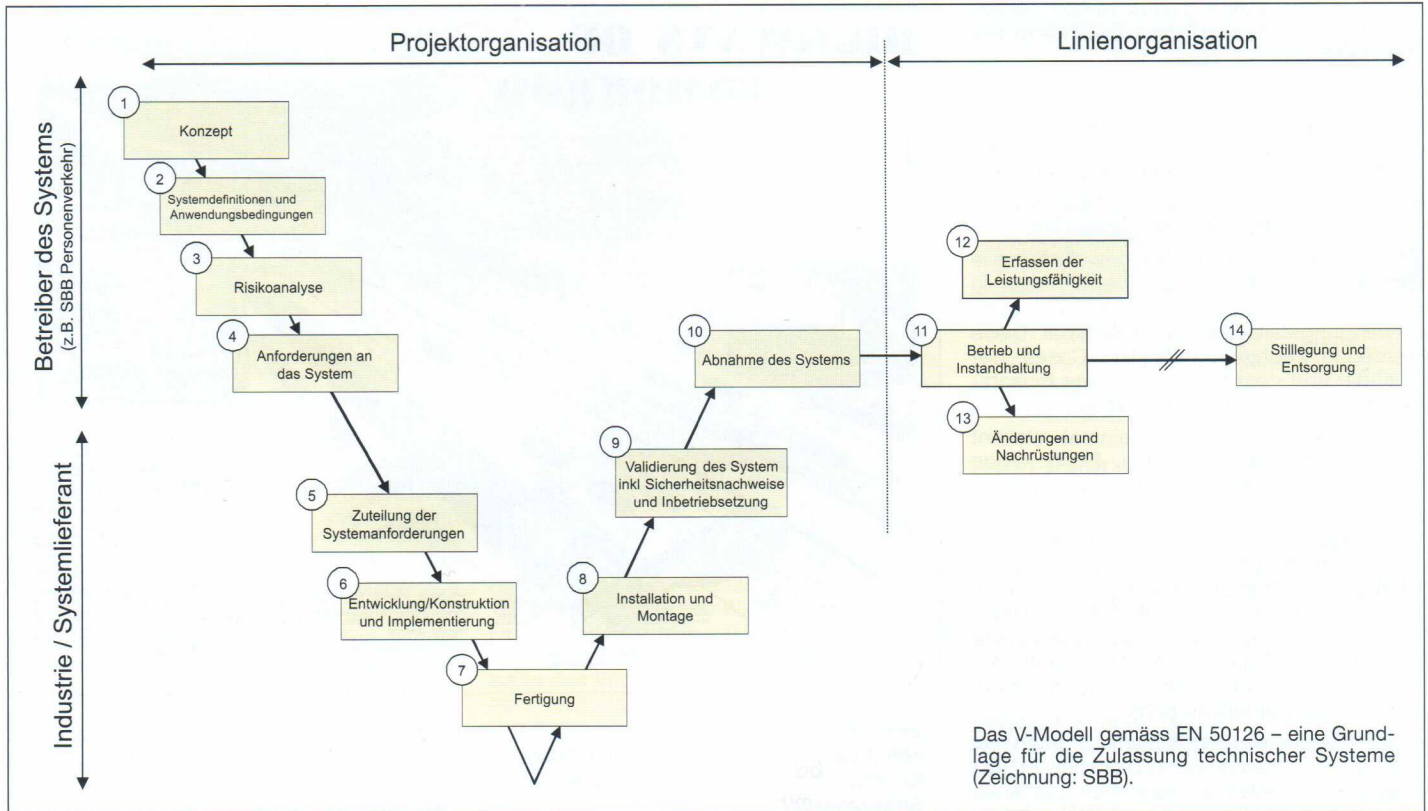 Projektorganisation
Linienorganisation
Betreiber des Systems
(z.B. SBB Personenverkehr)
Industrie / Systemlieferant
1
Konzept
2
Systemdefinitionen und
Anwendungsbedingungen
3
Risikoanalyse
4
Anforderungen an
das System
5
Zuteilung der
Systemanforderungen
6
Entwicklung/Konstruktion
und Implementierung
7
Fertigung
8
Installation und
Montage
9
Validierung des System
inkl Sicherheitsnachweise
und Inbetriebsetzung
10
Abnahme des Systems
11
Betrieb und
Instandhaltung
12
Erfassen der
Leistungsfähigkeit
13
Änderungen und
Nachrüstungen
14
Stilllegung und
Entsorgung
Das V-Modell gemäss EN 50126 – eine Grund-
lage für die Zulassung technischer Systeme
(Zeichnung: SBB).